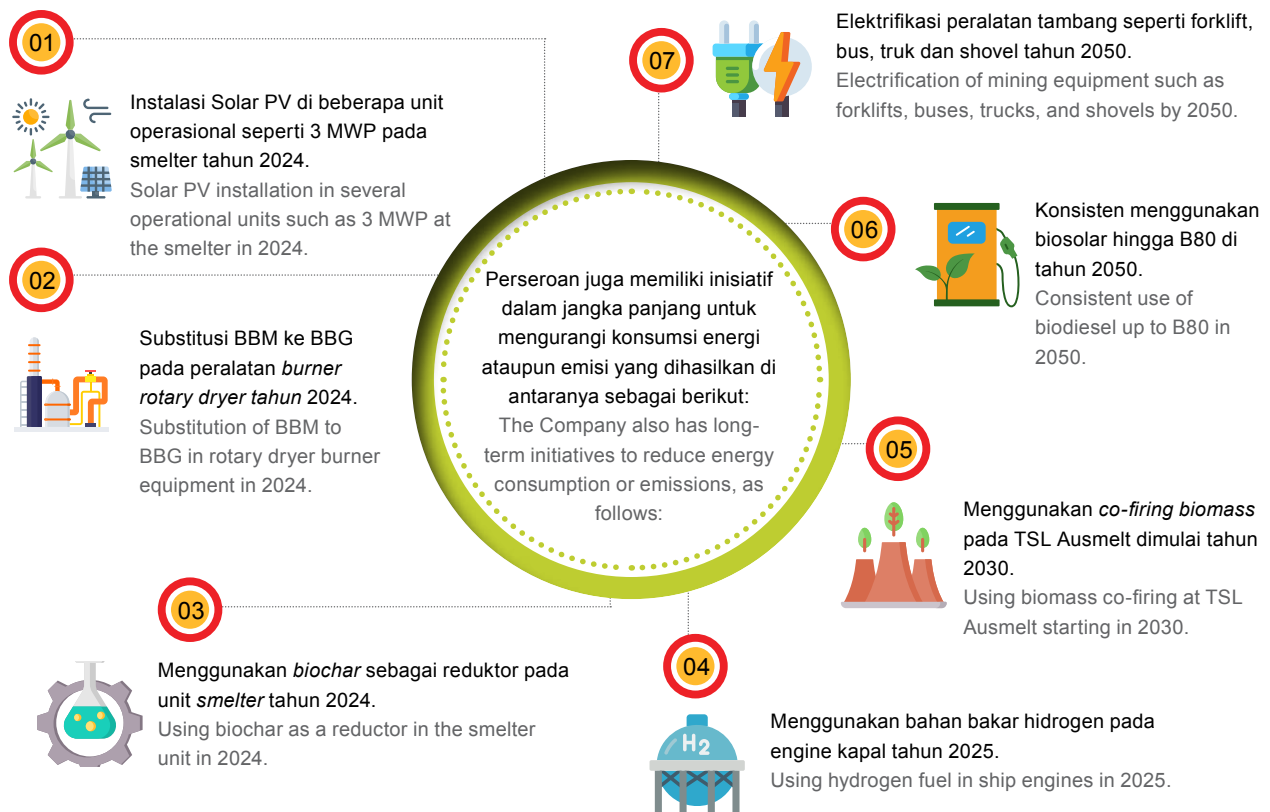 Perseroan juga memiliki inisiatif
dalam jangka panjang untuk
mengurangi konsumsi energi
ataupun emisi yang dihasilkan di
antaranya sebagai berikut:
The Company also has long-
term initiatives to reduce energy
consumption or emissions, as
follows:
01
Instalasi Solar PV di beberapa unit
operasional seperti 3 MWP pada
smelter tahun 2024.
Solar PV installation in several
operational units such as 3 MWP at
the smelter in 2024.
02
Substitusi BBM ke BBG
pada peralatan burner
rotary dryer tahun 2024.
Substitution of BBM to
BBG in rotary dryer burner
equipment in 2024.
03
Menggunakan biochar sebagai reduktor pada
unit smelter tahun 2024.
Using biochar as a reductor in the smelter
unit in 2024.
04
H2
Menggunakan bahan bakar hidrogen pada
engine kapal tahun 2025.
Using hydrogen fuel in ship engines in 2025.
05
Menggunakan co-firing biomass
pada TSL Ausmelt dimulai tahun
2030.
Using biomass co-firing at TSL
Ausmelt starting in 2030.
06
Konsisten menggunakan
biosolar hingga B80 di
tahun 2050.
Consistent use of
biodiesel up to B80 in
2050.
07
Elektrifikasi peralatan tambang seperti forklift,
bus, truk dan shovel tahun 2050.
Electrification of mining equipment such as
forklifts, buses, trucks, and shovels by 2050.